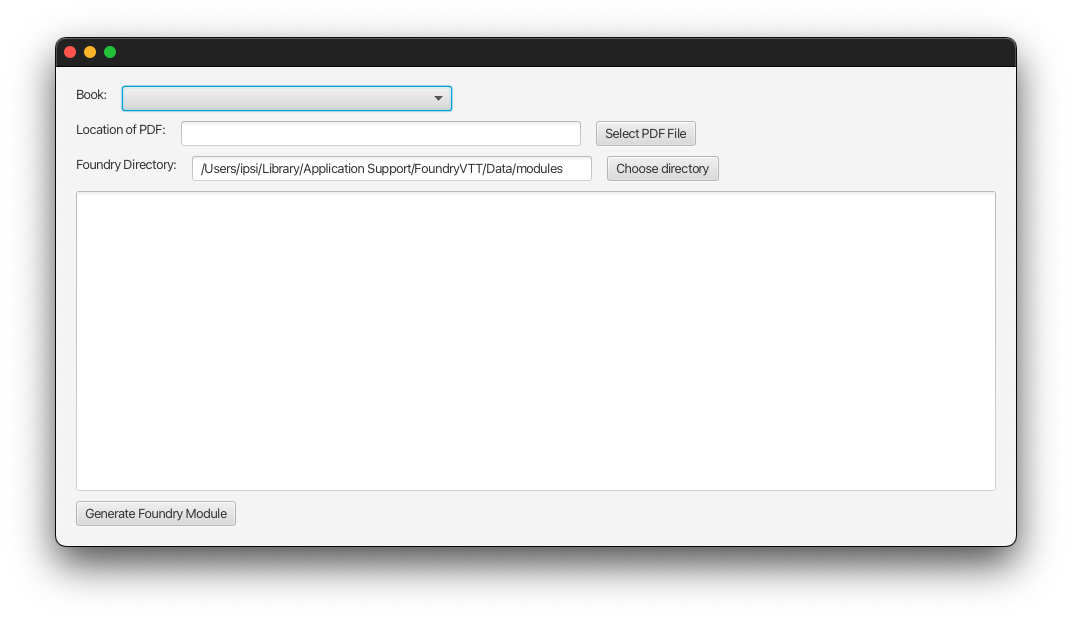 Book:
Location of PDF: Select PDF File
Foundry Directory: /Users/ipsi/Library/Application Support/FoundryVTT/Data/modules Choose directory
Generate Foundry Module